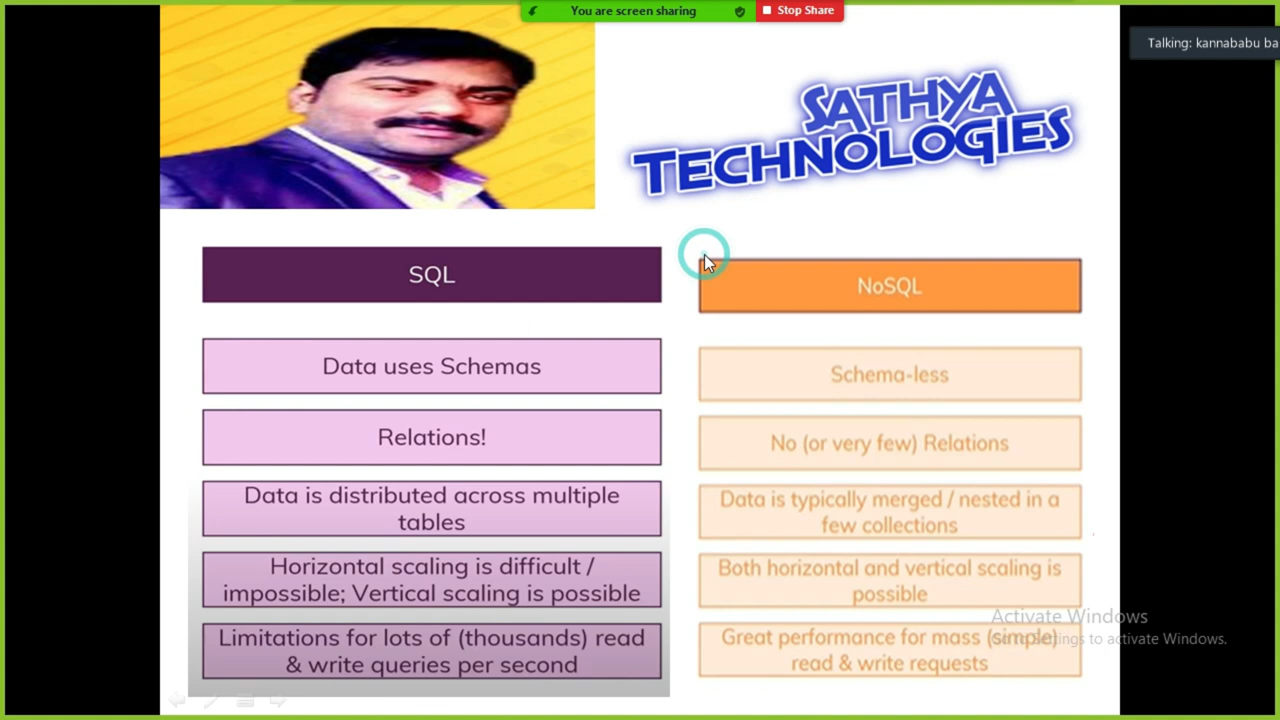 You are screen sharing
Stop Share
Talking: kannababu ba
SATHYA
TECHNOLOGIES
SQL
NoSQL
Data uses Schemas
Schema-less
Relations!
No (or very few) Relations
Data is distributed across multiple
tables
Data is typically merged / nested in a
few collections
Horizontal scaling is difficult /
impossible; Vertical scaling is possible
Both horizontal and vertical scaling is
possible
Limitations for lots of (thousands) read
& write queries per second
Great performance for mass (simple)
read & write requests
Activate Windows
Settings to activate Windows.